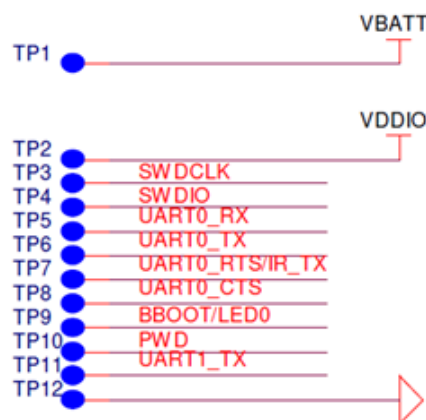 VBATT
TP1
VDDIO
TP2
TP3 SWDCLK
TP4 SWDIO
TP5 UART0_RX
TP6 UART0_TX
TP7 UART0_RTS/IR_TX
TP8 UART0_CTS
TP9 BBOOT/LED0
TP10 PWD
TP11 UART1_TX
TP12